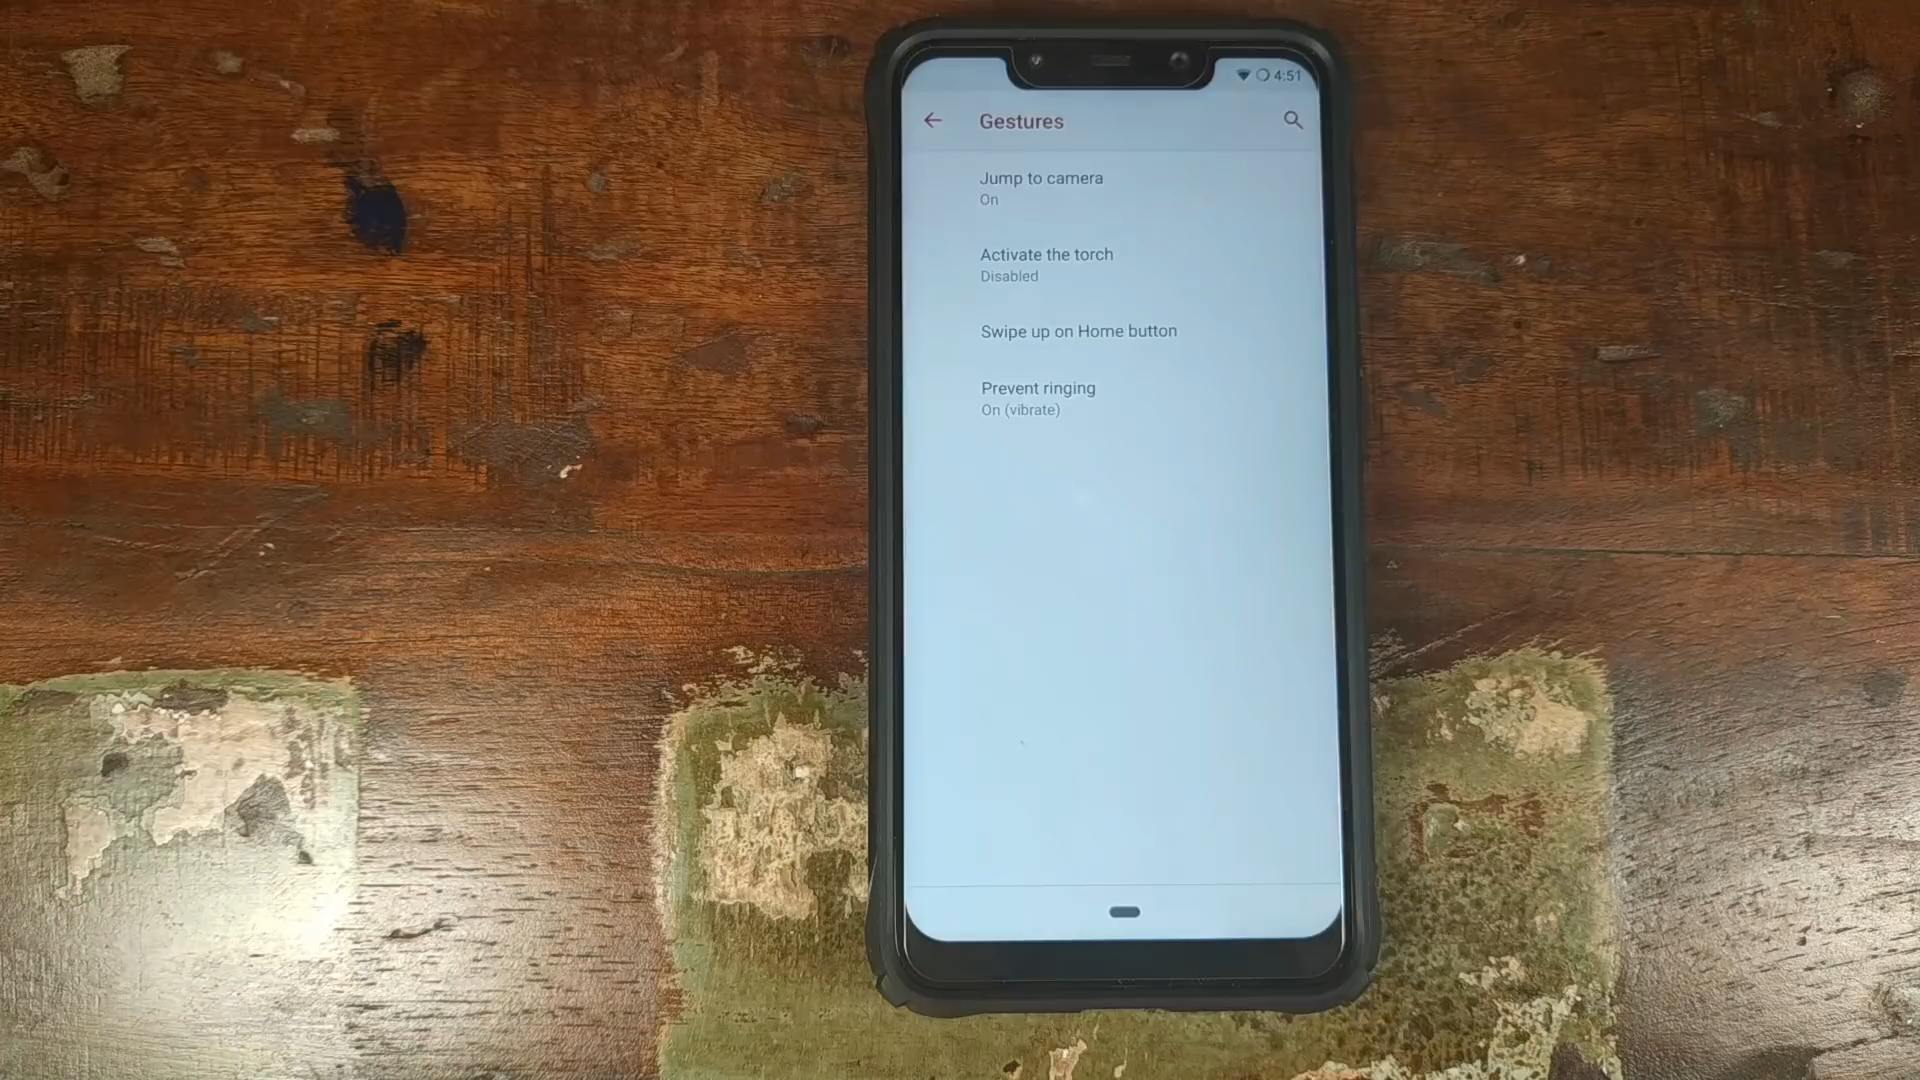 4:51
Gestures
Jump to camera
On
Activate the torch
Disabled
Swipe up on Home button
Prevent ringing
On (vibrate)